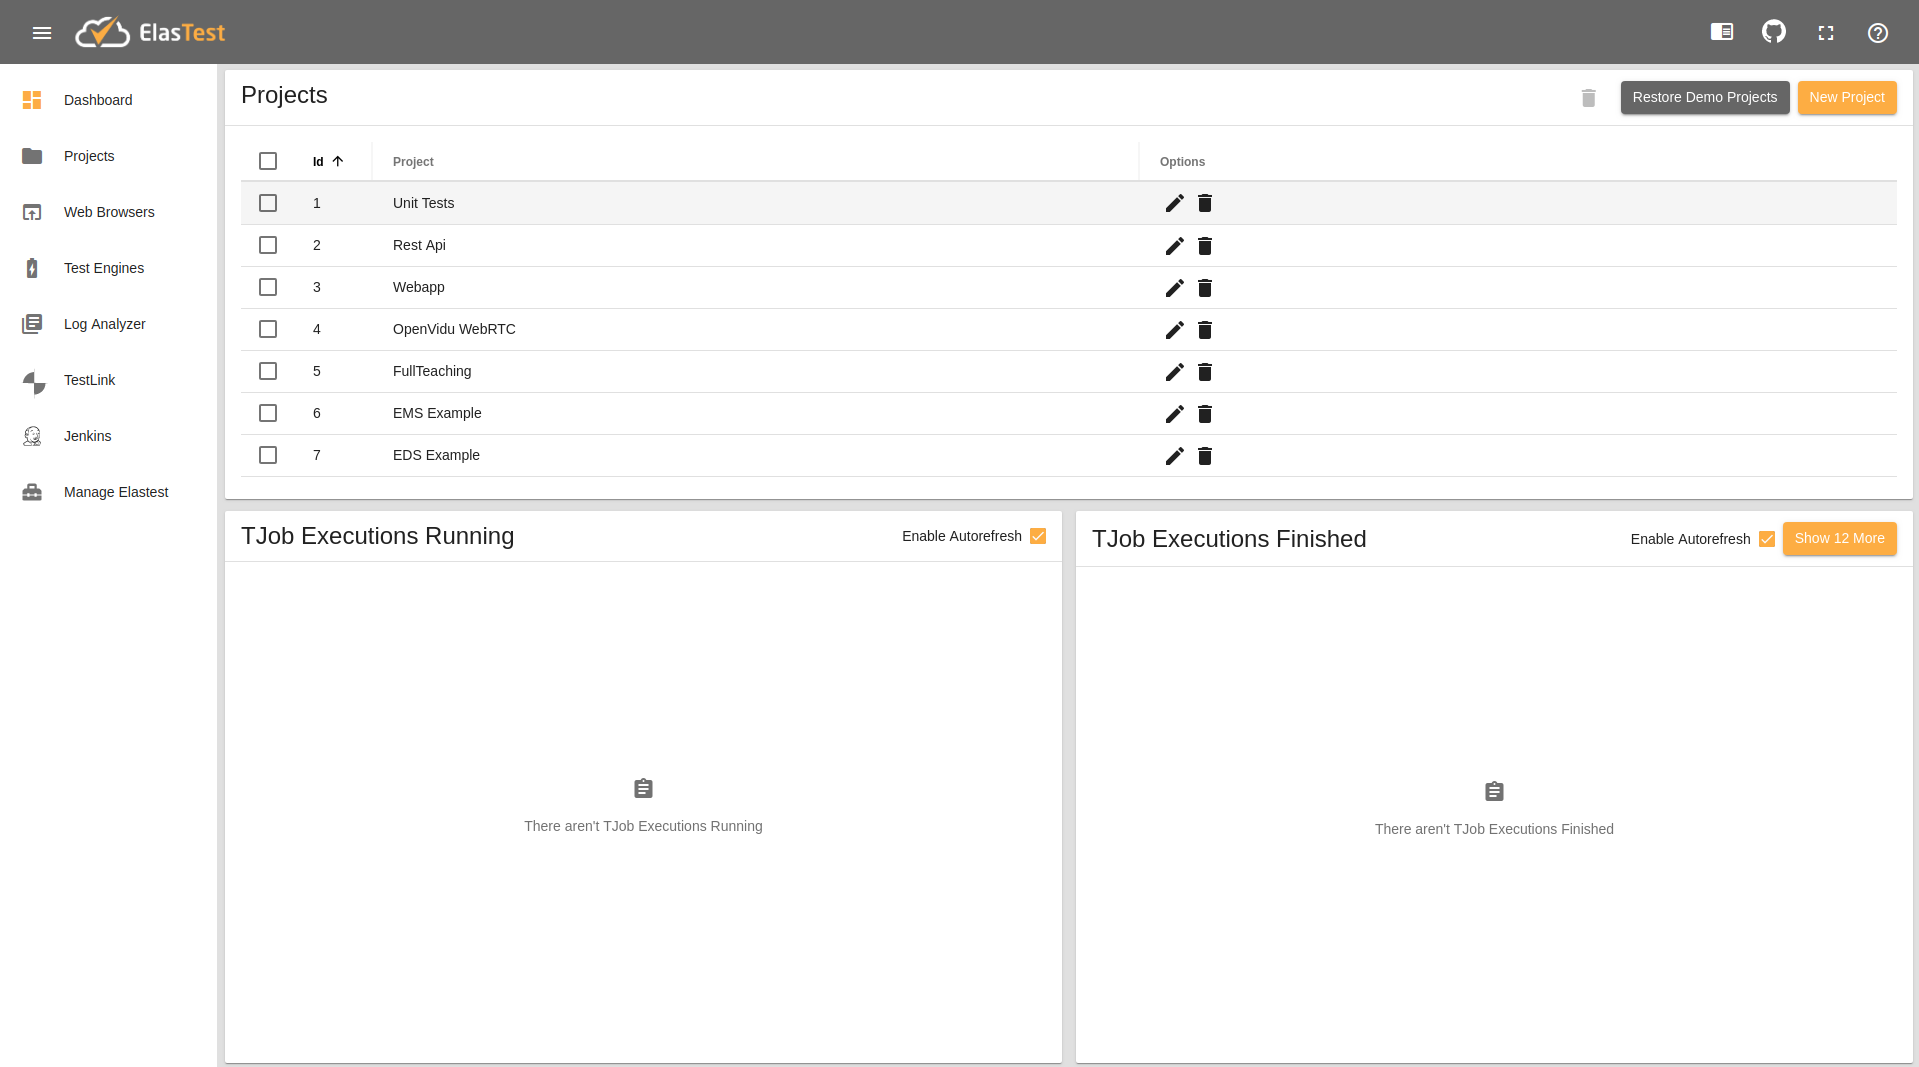 ElasTest
Dashboard
Projects
Web Browsers
Test Engines
Log Analyzer
TestLink
Jenkins
Manage Elastest
Projects
Restore Demo Projects
New Project
Id Project Options
1 Unit Tests
2 Rest Api
3 Webapp
4 OpenVidu WebRTC
5 FullTeaching
6 EMS Example
7 EDS Example
TJob Executions Running
Enable Autorefresh
There aren't TJob Executions Running
TJob Executions Finished
Enable Autorefresh
Show 12 More
There aren't TJob Executions Finished